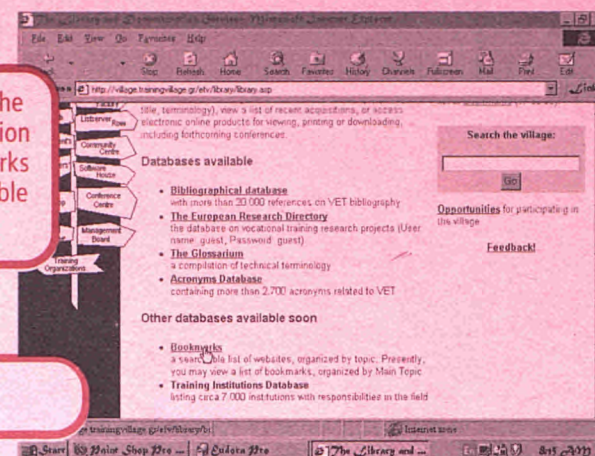 The Library and Documentation Services - Microsoft Internet Explorer
File Edit View Go Favorites Help
Stop Refresh Home Search Favorites History Channels Fullscreen Mail Print Edit
http://village.trainingvillage.gr/etv/library/library.asp
Link
he
ion
rks
ble
title, terminology), view a list of recent acquisitions, or access
electronic online products for viewing, printing or downloading,
including forthcoming conferences.
Listserver
Community
Centre
Software
House
Conference
Centre
Management
Board
Training
Organizations
Databases available
Bibliographical database
with more than 20.000 references on VET bibliography
The European Research Directory
the database on vocational training research projects (User
name: guest, Password: guest)
The Glossarium
a compilation of technical terminology
Acronyms Database
containing more than 2.700 acronyms related to VET
Other databases available soon
Bookmarks
a searchable list of websites, organized by topic. Presently,
you may view a list of bookmarks, organized by Main Topic
Training Institutions Database
listing circa 7.000 institutions with responsibilities in the field
Search the village:
Go
Opportunities for participating in
the village
Feedback!
Internet zone
Start Paint Shop Pro ... Eudora Pro The Library and ... 8:15 AM